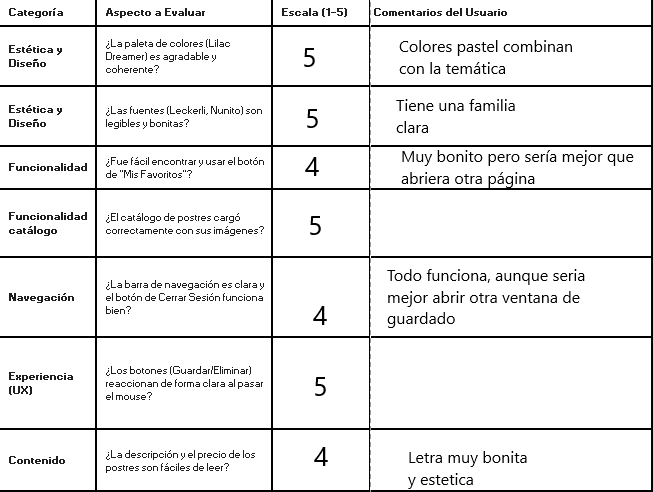 Categoría Aspecto a Evaluar Escala (1-5) Comentarios del Usuario
Estética y
Diseño
¿La paleta de colores (Lilac
Dreamer) es agradable y
coherente?
5
Colores pastel combinan
con la temática
Estética y
Diseño
¿Las fuentes (Leckerli, Nunito) son
legibles y bonitas?
5
Tiene una familia
clara
Funcionalidad
¿Fue fácil encontrar y usar el botón
de "Mis Favoritos"?
4
Muy bonito pero sería mejor que
abriera otra página
Funcionalidad
catálogo
¿El catálogo de postres cargó
correctamente con sus imágenes?
5
Navegación
¿La barra de navegación es clara y
el botón de Cerrar Sesión funciona
bien?
4
Todo funciona, aunque seria
mejor abrir otra ventana de
guardado
Experiencia
(UX)
¿Los botones (Guardar/Eliminar)
reaccionan de forma clara al pasar
el mouse?
5
Contenido
¿La descripción y el precio de los
postres son fáciles de leer?
4
Letra muy bonita
y estetica